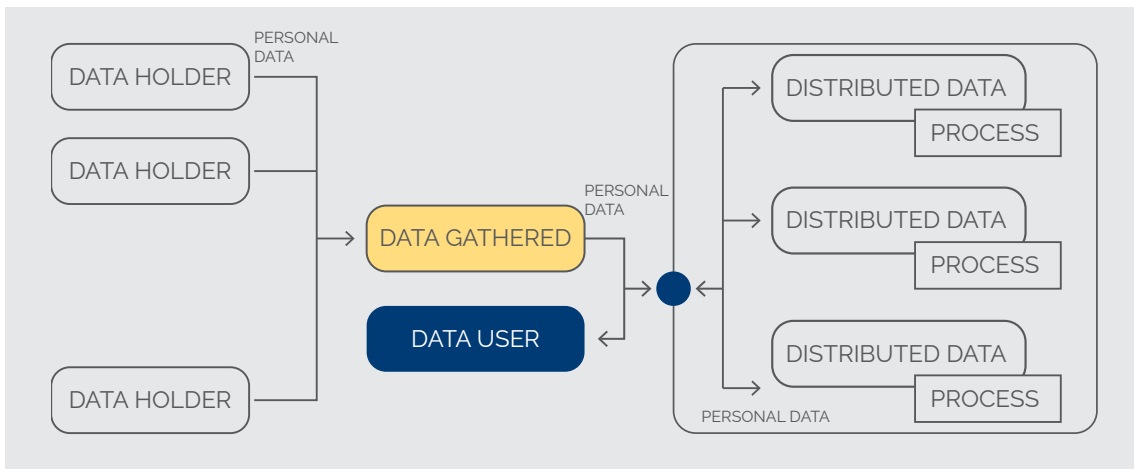 PERSONAL
DATA
DATA HOLDER
DATA HOLDER
DATA HOLDER
DATA GATHERED
DATA USER
PERSONAL
DATA
DISTRIBUTED DATA
PROCESS
DISTRIBUTED DATA
PROCESS
DISTRIBUTED DATA
PROCESS
PERSONAL DATA